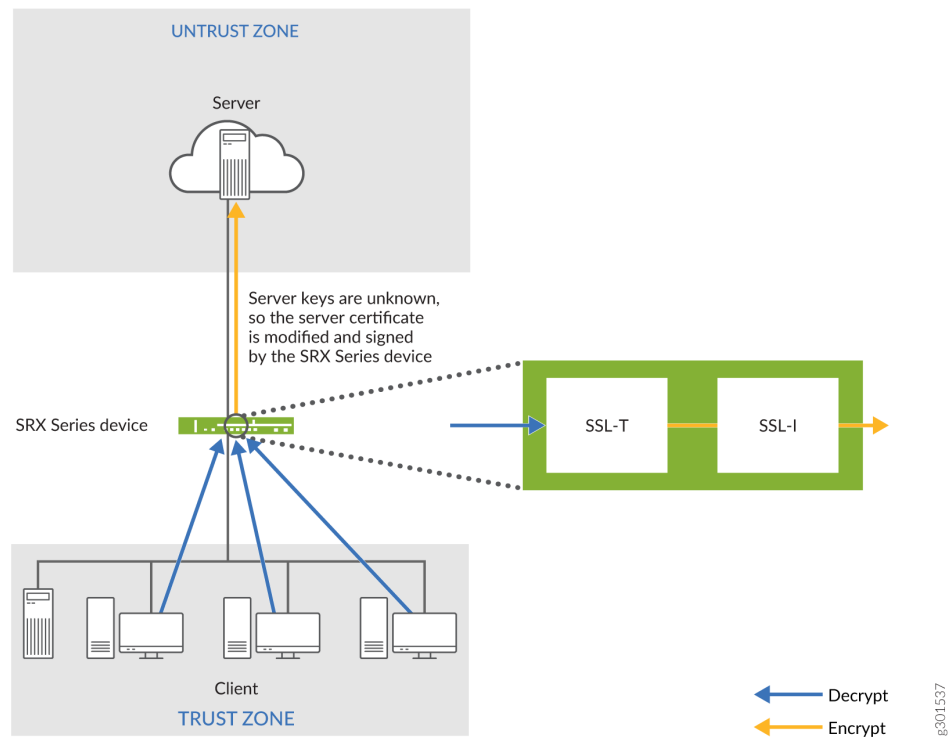 UNTRUST ZONE
Server
Server keys are unknown,
so the server certificate
is modified and signed
by the SRX Series device
SRX Series device
SSL-T
SSL-I
Client
TRUST ZONE
Decrypt
Encrypt
g301537